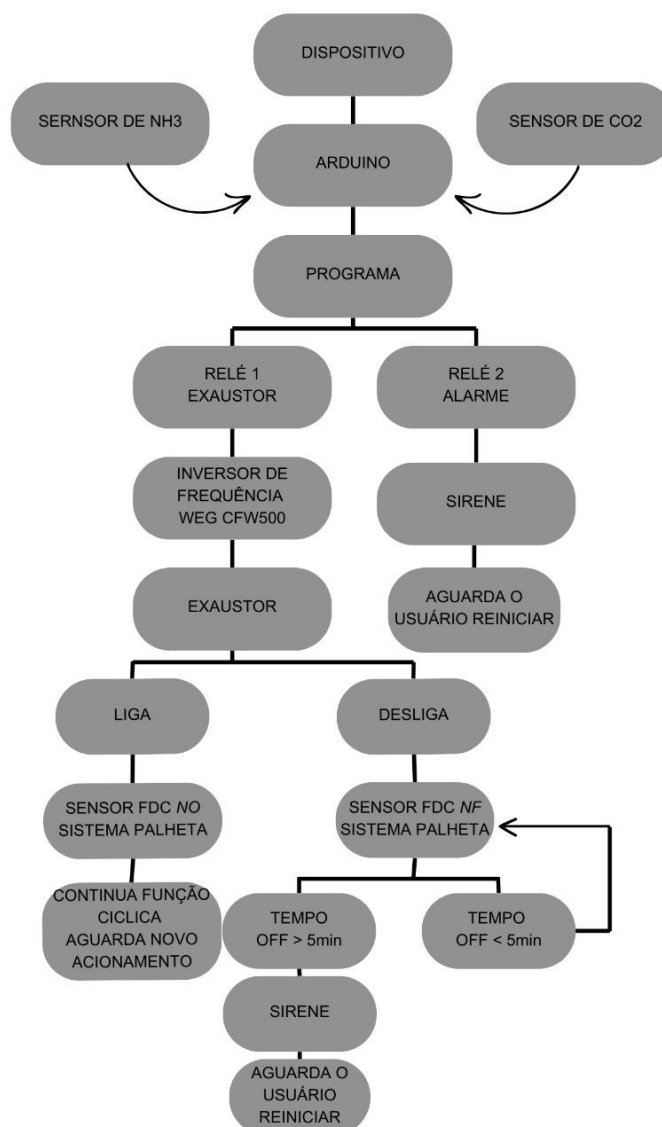 DISPOSITIVO
SERNSOR DE NH3
SENSOR DE CO2
ARDUINO
PROGRAMA
RELÉ 1
EXAUSTOR
RELÉ 2
ALARME
INVERSOR DE
FREQUÊNCIA
WEG CFW500
SIRENE
EXAUSTOR
AGUARDA O
USUÁRIO REINICIAR
LIGA
DESLIGA
SENSOR FDC NO
SISTEMA PALHETA
SENSOR FDC NF
SISTEMA PALHETA
CONTINUA FUNÇÃO
CICLICA
AGUARDA NOVO
ACIONAMENTO
TEMPO
OFF > 5min
TEMPO
OFF < 5min
SIRENE
AGUARDA O
USUÁRIO
REINICIAR